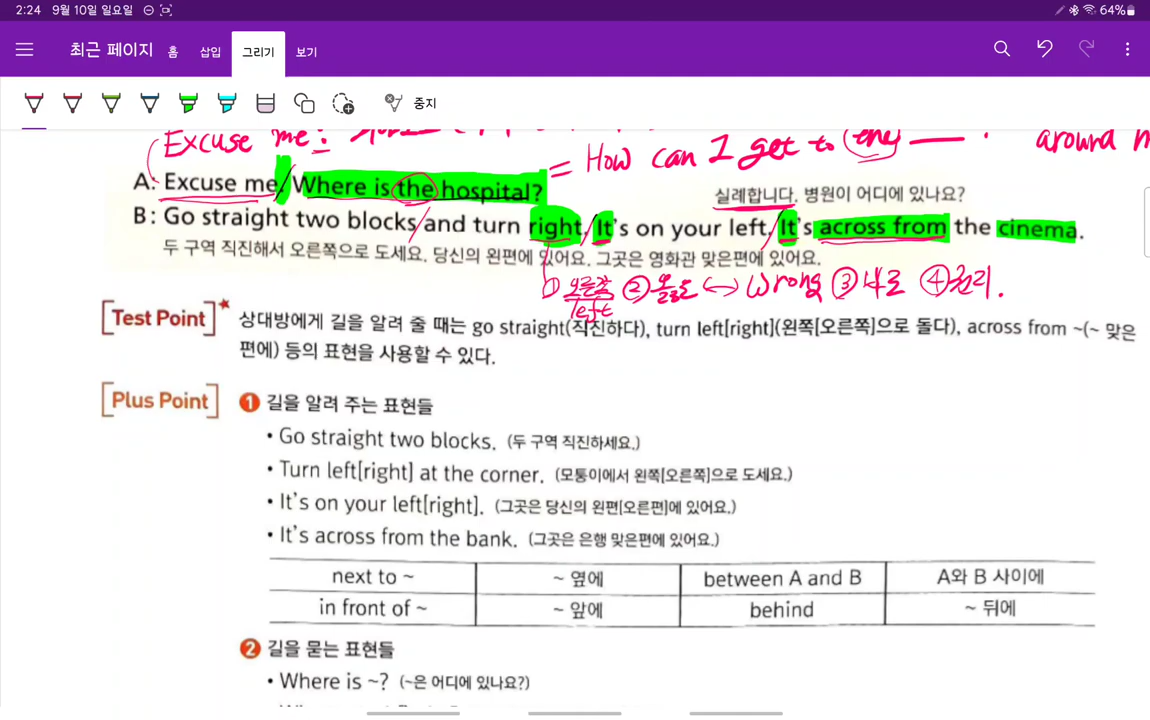 2:24 9월 10일 일요일 64%
최근 페이지 홈 삽입 그리기 보기
중지
Excuse me :
= How can I get to (the) ___ ? around
A: Excuse me. Where is the hospital? 실례합니다. 병원이 어디에 있나요?
B: Go straight two blocks and turn right. It's on your left. It's across from the cinema.
두 구역 직진해서 오른쪽으로 도세요. 당신의 왼편에 있어요. 그곳은 영화관 맞은편에 있어요.
① 오른쪽 ② 옳은 ↔ wrong ③ 바로 ④ 권리.
left
[Test Point]* 상대방에게 길을 알려 줄 때는 go straight(직진하다), turn left[right](왼쪽[오른쪽]으로 돌다), across from ~(~ 맞은
편에) 등의 표현을 사용할 수 있다.
[Plus Point] 1 길을 알려 주는 표현들
• Go straight two blocks. (두 구역 직진하세요.)
• Turn left[right] at the corner. (모퉁이에서 왼쪽[오른쪽]으로 도세요.)
• It's on your left[right]. (그곳은 당신의 왼편[오른편]에 있어요.)
• It's across from the bank. (그곳은 은행 맞은편에 있어요.)
next to ~ ~ 옆에 between A and B A와 B 사이에
in front of ~ ~ 앞에 behind ~ 뒤에
2 길을 묻는 표현들
• Where is ~? (~은 어디에 있나요?)